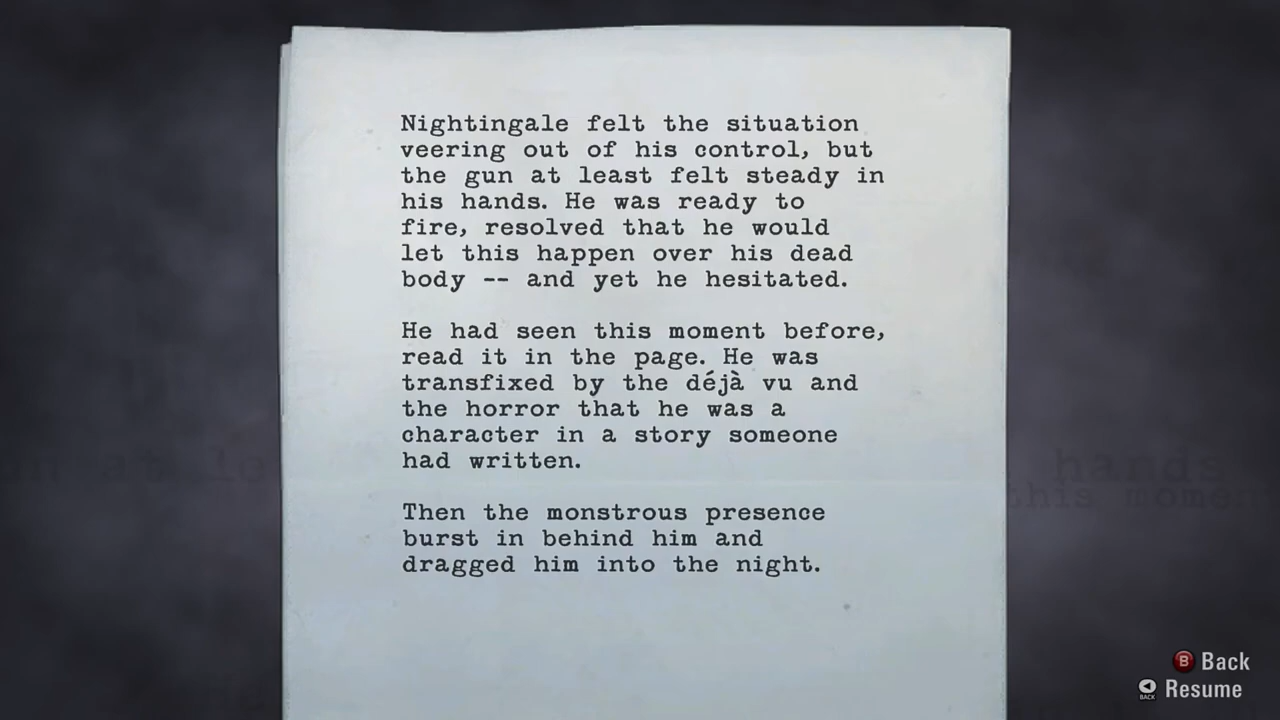 Nightingale felt the situation
veering out of his control, but
the gun at least felt steady in
his hands. He was ready to
fire, resolved that he would
let this happen over his dead
body -- and yet he hesitated.
He had seen this moment before,
read it in the page. He was
transfixed by the déjà vu and
the horror that he was a
character in a story someone
had written.
Then the monstrous presence
burst in behind him and
dragged him into the night.
hands
this momen
B Back
BACK Resume